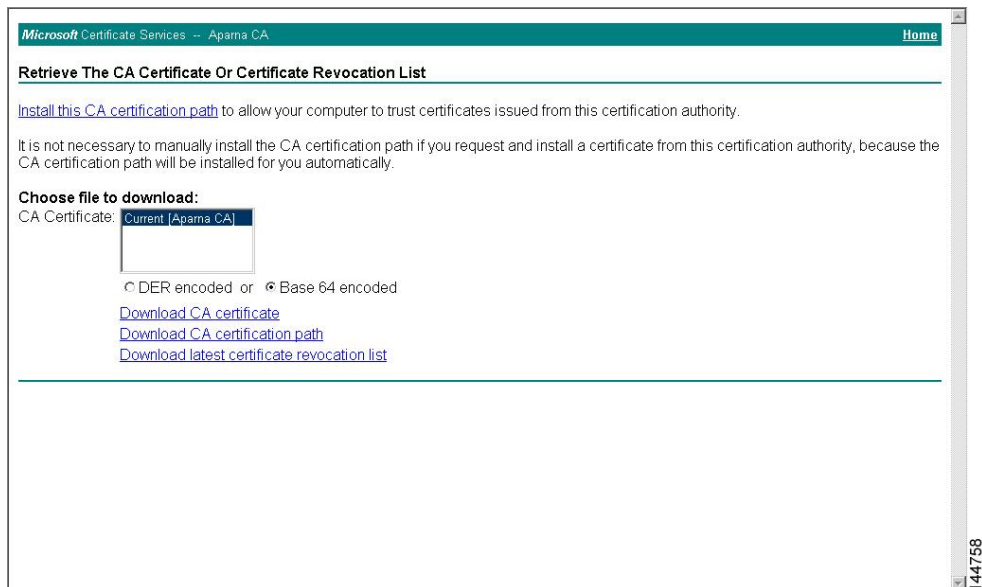 Microsoft Certificate Services -- Aparna CA Home
Retrieve The CA Certificate Or Certificate Revocation List
Install this CA certification path to allow your computer to trust certificates issued from this certification authority.
It is not necessary to manually install the CA certification path if you request and install a certificate from this certification authority, because the
CA certification path will be installed for you automatically.
Choose file to download:
CA Certificate: Current [Aparna CA]
DER encoded or Base 64 encoded
Download CA certificate
Download CA certification path
Download latest certificate revocation list
144758